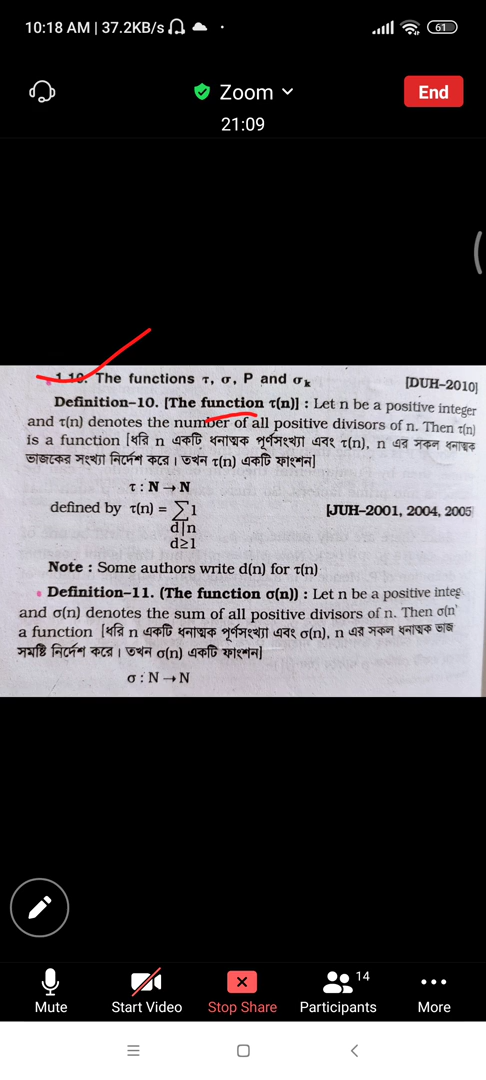 10:18 AM | 37.2KB/s
61
Zoom
End
21:09
1.10. The functions τ, σ, P and σₖ [DUH-2010]
Definition-10. [The function τ(n)] : Let n be a positive integer
and τ(n) denotes the number of all positive divisors of n. Then τ(n)
is a function [ধরি n একটি ধনাত্মক পূর্ণসংখ্যা এবং τ(n), n এর সকল ধনাত্মক
ভাজকের সংখ্যা নির্দেশ করে। তখন τ(n) একটি ফাংশন]
τ : N → N
defined by τ(n) = ∑1 [JUH-2001, 2004, 2005
d|n
d≥1
Note : Some authors write d(n) for τ(n)
Definition-11. (The function σ(n)) : Let n be a positive integ
and σ(n) denotes the sum of all positive divisors of n. Then σ(n
a function [ধরি n একটি ধনাত্মক পূর্ণসংখ্যা এবং σ(n), n এর সকল ধনাত্মক ভাজ
সমষ্টি নির্দেশ করে। তখন σ(n) একটি ফাংশন]
σ : N → N
14
Mute Start Video Stop Share Participants More